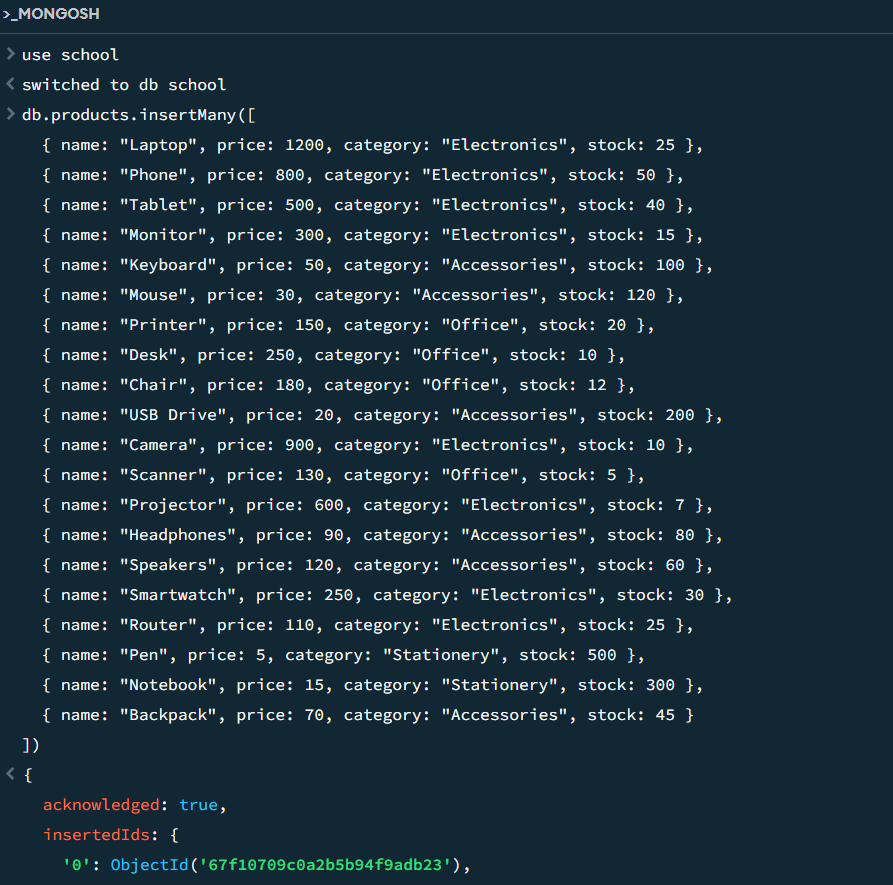 >_MONGOSH
> use school
< switched to db school
> db.products.insertMany([
{ name: "Laptop", price: 1200, category: "Electronics", stock: 25 },
{ name: "Phone", price: 800, category: "Electronics", stock: 50 },
{ name: "Tablet", price: 500, category: "Electronics", stock: 40 },
{ name: "Monitor", price: 300, category: "Electronics", stock: 15 },
{ name: "Keyboard", price: 50, category: "Accessories", stock: 100 },
{ name: "Mouse", price: 30, category: "Accessories", stock: 120 },
{ name: "Printer", price: 150, category: "Office", stock: 20 },
{ name: "Desk", price: 250, category: "Office", stock: 10 },
{ name: "Chair", price: 180, category: "Office", stock: 12 },
{ name: "USB Drive", price: 20, category: "Accessories", stock: 200 },
{ name: "Camera", price: 900, category: "Electronics", stock: 10 },
{ name: "Scanner", price: 130, category: "Office", stock: 5 },
{ name: "Projector", price: 600, category: "Electronics", stock: 7 },
{ name: "Headphones", price: 90, category: "Accessories", stock: 80 },
{ name: "Speakers", price: 120, category: "Accessories", stock: 60 },
{ name: "Smartwatch", price: 250, category: "Electronics", stock: 30 },
{ name: "Router", price: 110, category: "Electronics", stock: 25 },
{ name: "Pen", price: 5, category: "Stationery", stock: 500 },
{ name: "Notebook", price: 15, category: "Stationery", stock: 300 },
{ name: "Backpack", price: 70, category: "Accessories", stock: 45 }
])
< {
acknowledged: true,
insertedIds: {
'0': ObjectId('67f10709c0a2b5b94f9adb23'),